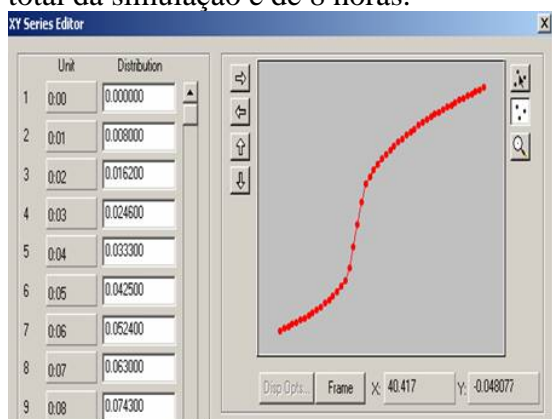 total da simulação é de 8 horas.
XY Series Editor
Unit Distribution
1 0:00 0.000000
2 0:01 0.008000
3 0:02 0.016200
4 0:03 0.024600
5 0:04 0.033300
6 0:05 0.042500
7 0:06 0.052400
8 0:07 0.063000
9 0:08 0.074300
Disp Opts... Frame X: 40.417 Y: -0.048077